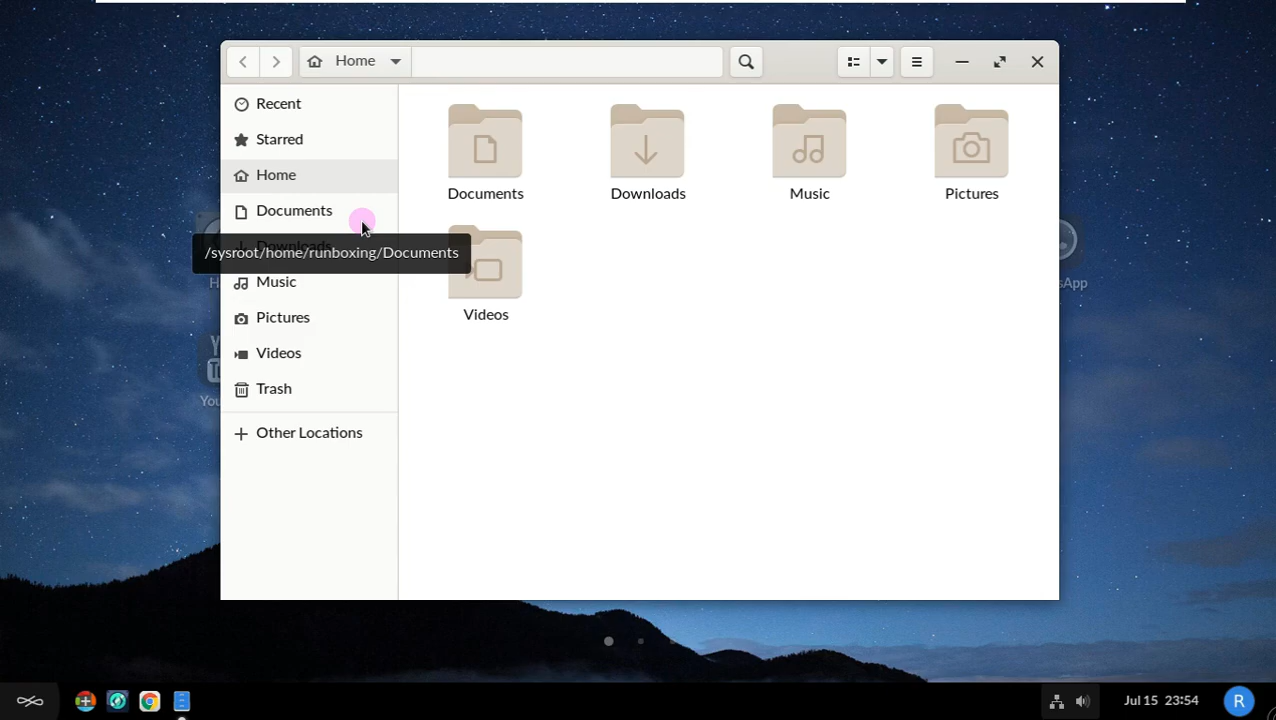 Home
Recent
Starred
Home
Documents
Downloads
/sysroot/home/runboxing/Documents
Music
Pictures
Videos
Trash
Other Locations
Documents
Downloads
Music
Pictures
Videos
Jul 15 23:54
R